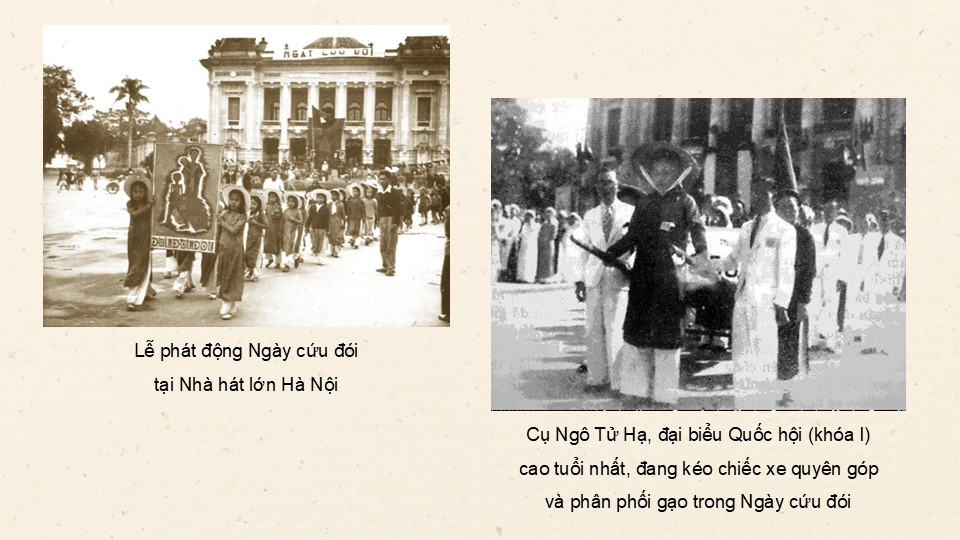 NGÀY CỨU ĐÓI
Lễ phát động Ngày cứu đói
tại Nhà hát lớn Hà Nội
Cụ Ngô Tử Hạ, đại biểu Quốc hội (khóa I)
cao tuổi nhất, đang kéo chiếc xe quyên góp
và phân phối gạo trong Ngày cứu đói